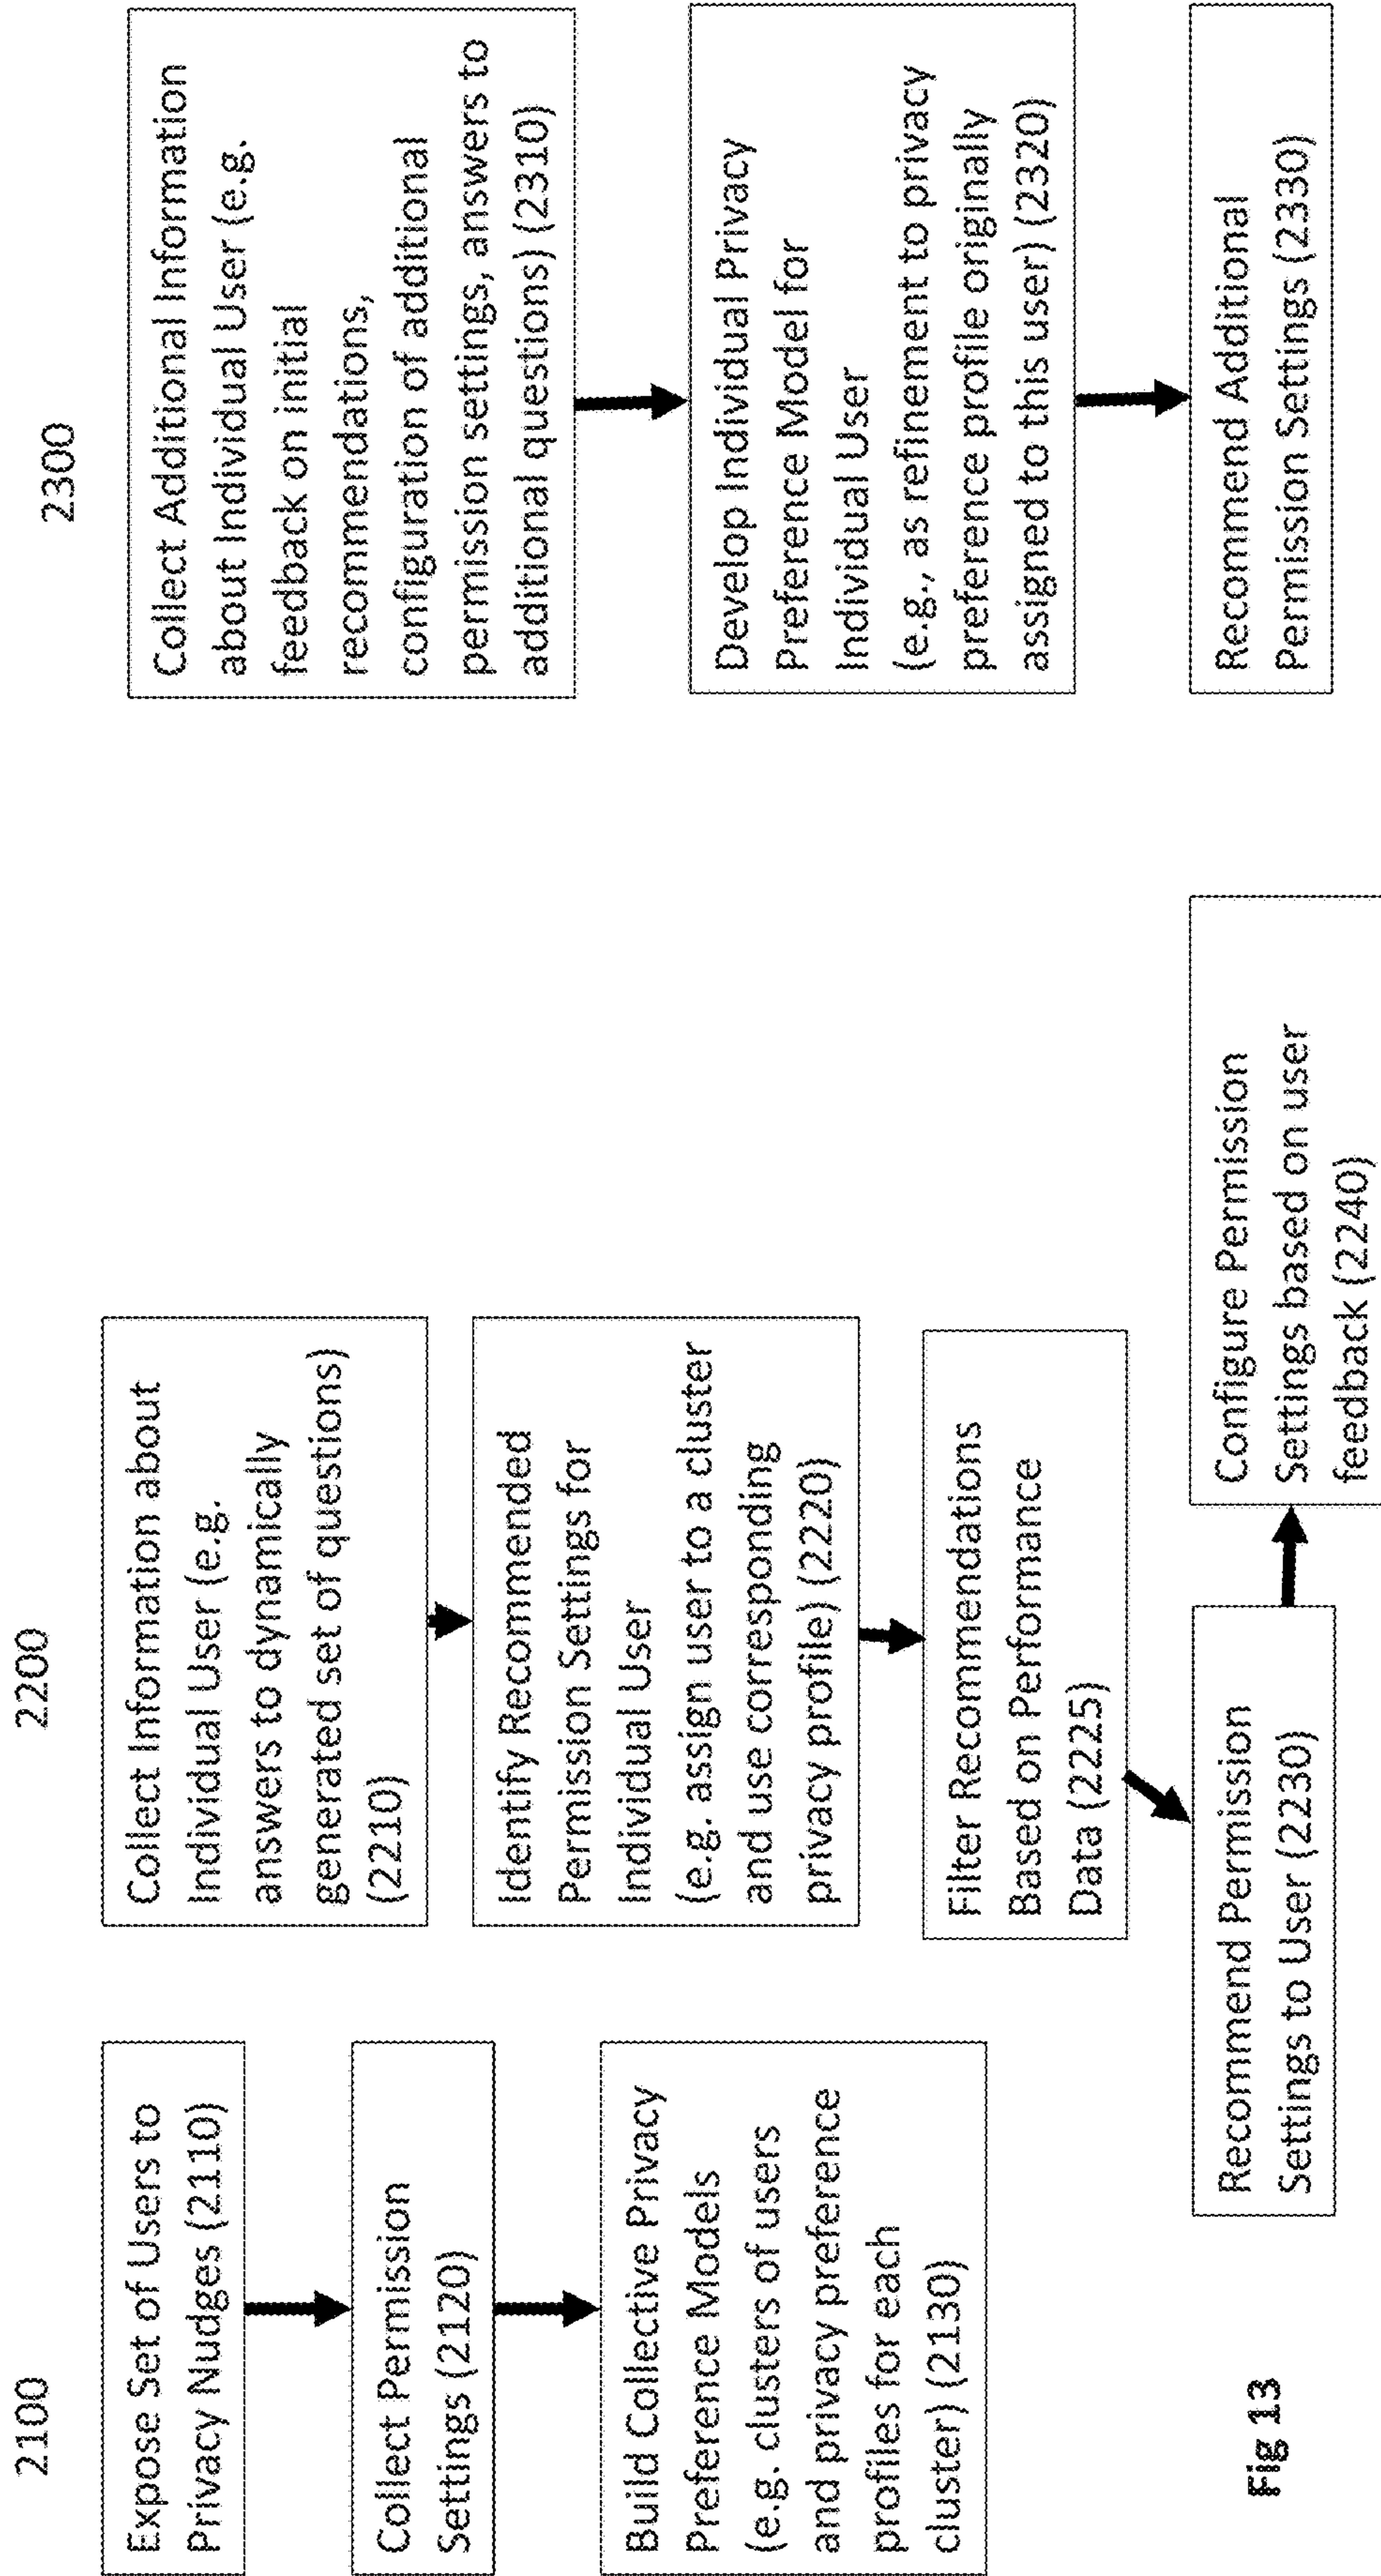 2100
Expose Set of Users to
Privacy Nudges (2110)
Collect Permission
Settings (2120)
Build Collective Privacy
Preference Models
(e.g. clusters of users
and privacy preference
profiles for each
cluster) (2130)
2200
Collect Information about
Individual User (e.g.
answers to dynamically
generated set of questions)
(2210)
Identify Recommended
Permission Settings for
Individual User
(e.g. assign user to a cluster
and use corresponding
privacy profile) (2220)
Filter Recommendations
Based on Performance
Data (2225)
Recommend Permission
Settings to User (2230)
Configure Permission
Settings based on user
feedback (2240)
2300
Collect Additional Information
about Individual User (e.g.
feedback on initial
recommendations,
configuration of additional
permission settings, answers to
additional questions) (2310)
Develop Individual Privacy
Preference Model for
Individual User
(e.g., as refinement to privacy
preference profile originally
assigned to this user) (2320)
Recommend Additional
Permission Settings (2330)
Fig 13